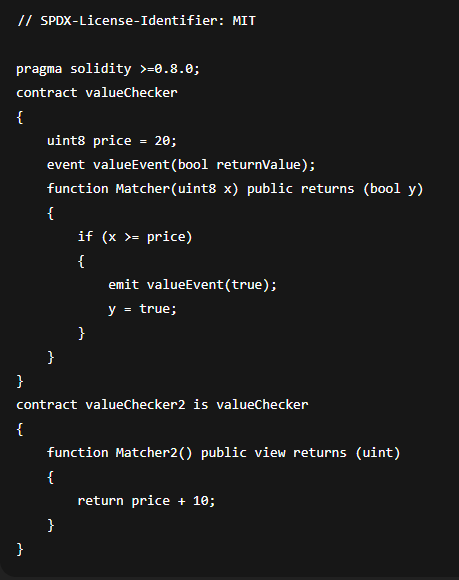 // SPDX-License-Identifier: MIT
pragma solidity >=0.8.0;
contract valueChecker
{
    uint8 price = 20;
    event valueEvent(bool returnValue);
    function Matcher(uint8 x) public returns (bool y)
    {
        if (x >= price)
        {
            emit valueEvent(true);
            y = true;
        }
    }
}
contract valueChecker2 is valueChecker
{
    function Matcher2() public view returns (uint)
    {
        return price + 10;
    }
}